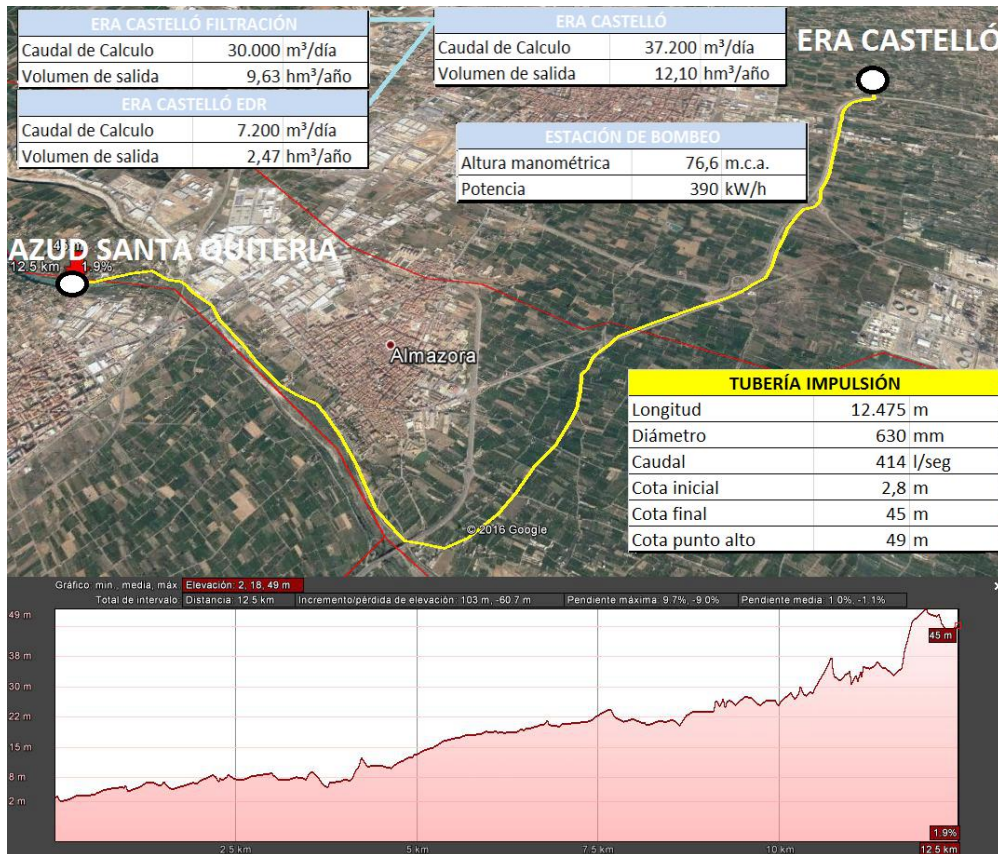 ERA CASTELLÓ FILTRACIÓN
Caudal de Calculo 30.000 m³/día
Volumen de salida 9,63 hm³/año
ERA CASTELLÓ EDR
Caudal de Calculo 7.200 m³/día
Volumen de salida 2,47 hm³/año
ERA CASTELLÓ
Caudal de Calculo 37.200 m³/día
Volumen de salida 12,10 hm³/año
ERA CASTELLÓ
ESTACIÓN DE BOMBEO
Altura manométrica 76,6 m.c.a.
Potencia 390 kW/h
AZUD SANTA QUITERIA
12.5 km 1.9%
Almazora
© 2016 Google
TUBERÍA IMPULSIÓN
Longitud 12.475 m
Diámetro 630 mm
Caudal 414 l/seg
Cota inicial 2,8 m
Cota final 45 m
Cota punto alto 49 m
Gráfico: mín., media, máx. Elevación: 2, 18, 49 m
Total de intervalo: Distancia: 12.5 km Incremento/pérdida de elevación: 103 m, -60.7 m Pendiente máxima: 9.7%, -9.0% Pendiente media: 1.0%, -1.1%
49 m
45 m
38 m
30 m
22 m
15 m
8 m
2 m
1.9%
2.5 km 5 km 7.5 km 10 km 12.5 km